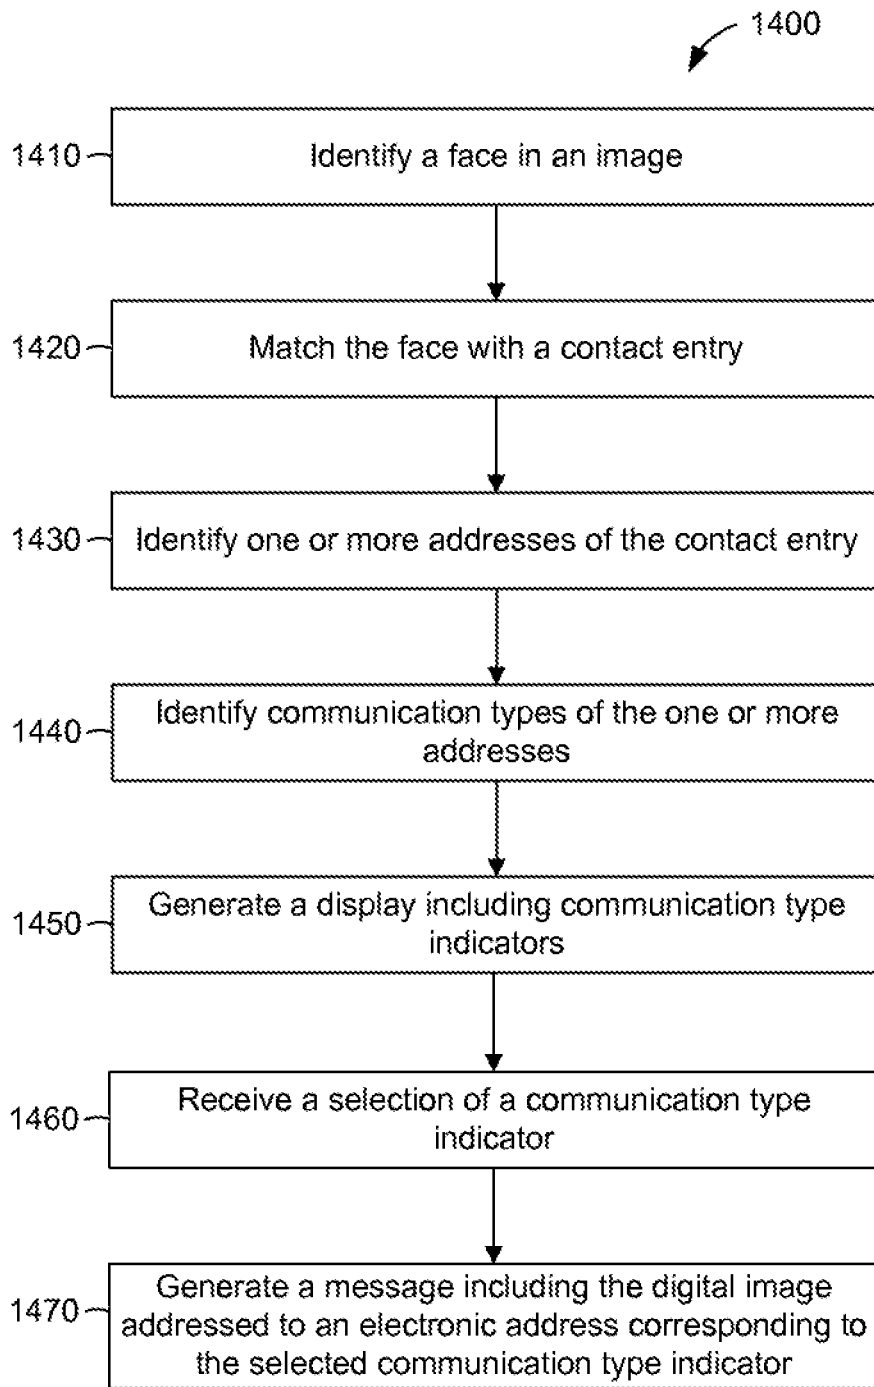 1400
1410
Identify a face in an image
1420
Match the face with a contact entry
1430
Identify one or more addresses of the contact entry
1440
Identify communication types of the one or more
addresses
1450
Generate a display including communication type
indicators
1460
Receive a selection of a communication type
indicator
1470
Generate a message including the digital image
addressed to an electronic address corresponding to
the selected communication type indicator